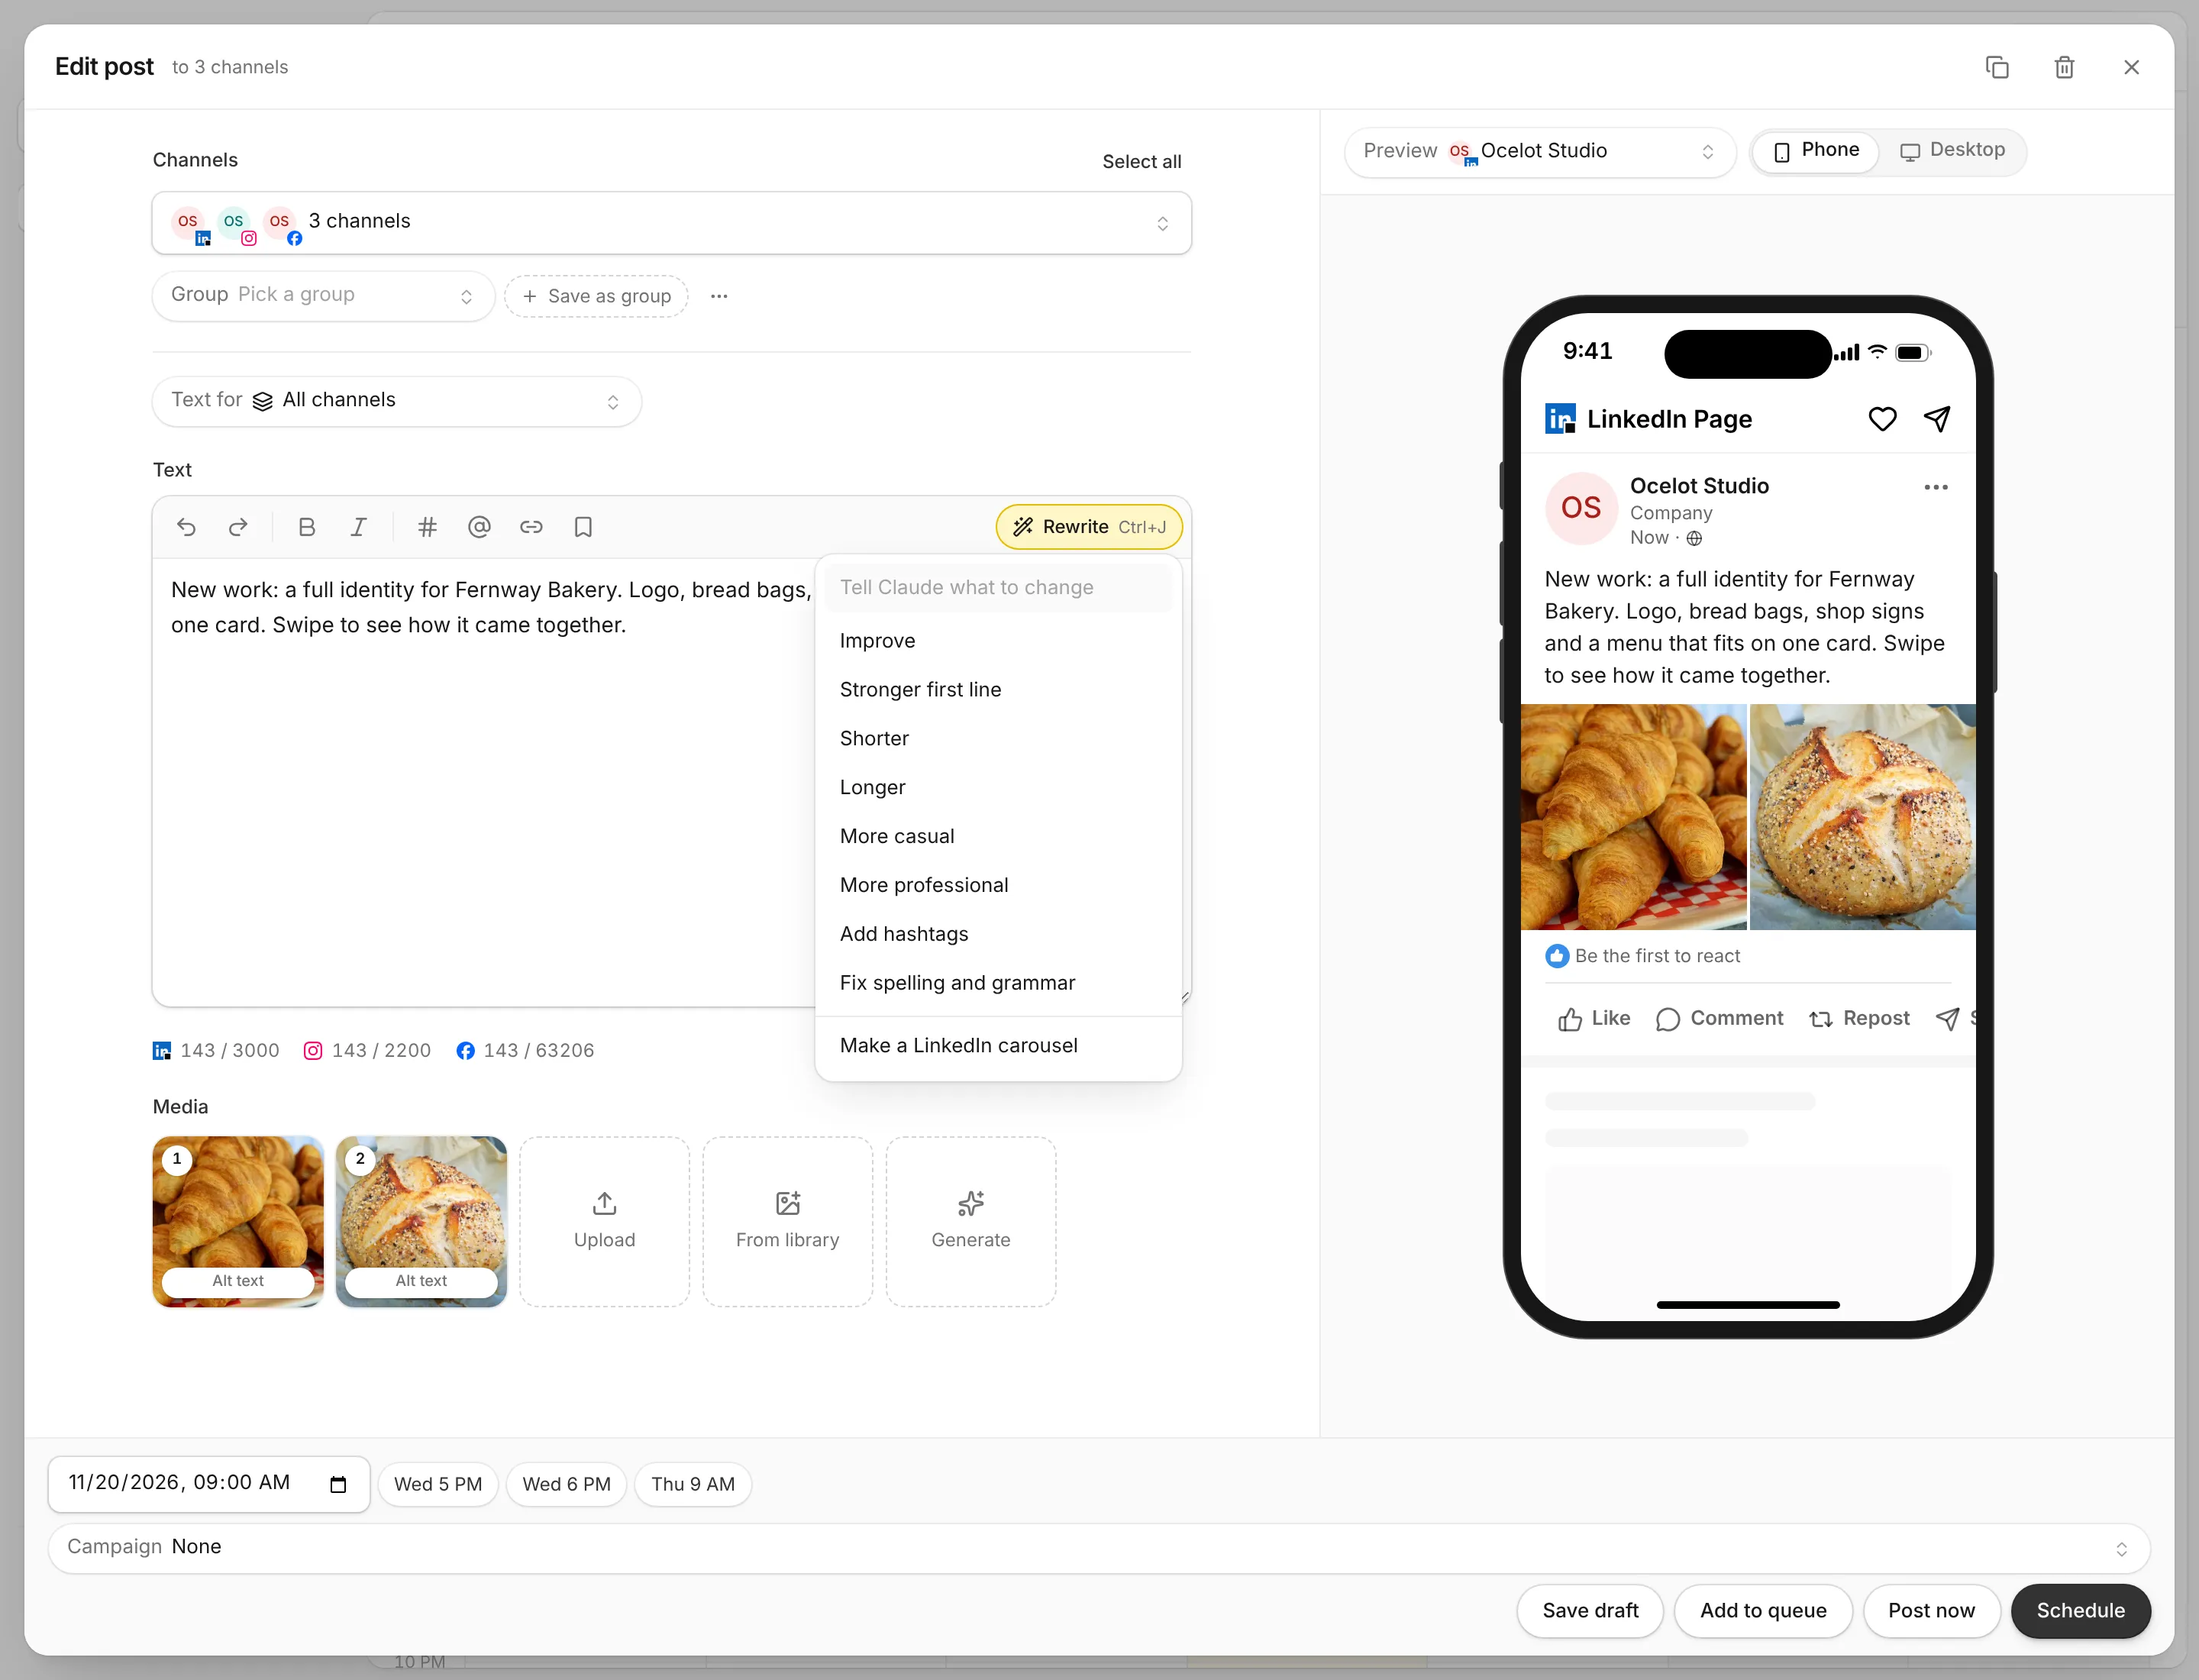 Edit post to 3 channels
Channels
Select all
OS OS OS 3 channels
Group Pick a group
+ Save as group
Text for All channels
Text
Rewrite Ctrl+J
New work: a full identity for Fernway Bakery. Logo, bread bags,
one card. Swipe to see how it came together.
Tell Claude what to change
Improve
Stronger first line
Shorter
Longer
More casual
More professional
Add hashtags
Fix spelling and grammar
Make a LinkedIn carousel
143 / 3000 143 / 2200 143 / 63206
Media
1
Alt text
2
Alt text
Upload
From library
Generate
Preview OS in Ocelot Studio
Phone
Desktop
9:41
in LinkedIn Page
OS
Ocelot Studio
Company
Now ·
New work: a full identity for Fernway
Bakery. Logo, bread bags, shop signs
and a menu that fits on one card. Swipe
to see how it came together.
Be the first to react
Like Comment Repost
11/20/2026, 09:00 AM
Wed 5 PM
Wed 6 PM
Thu 9 AM
Campaign None
Save draft
Add to queue
Post now
Schedule
10 PM